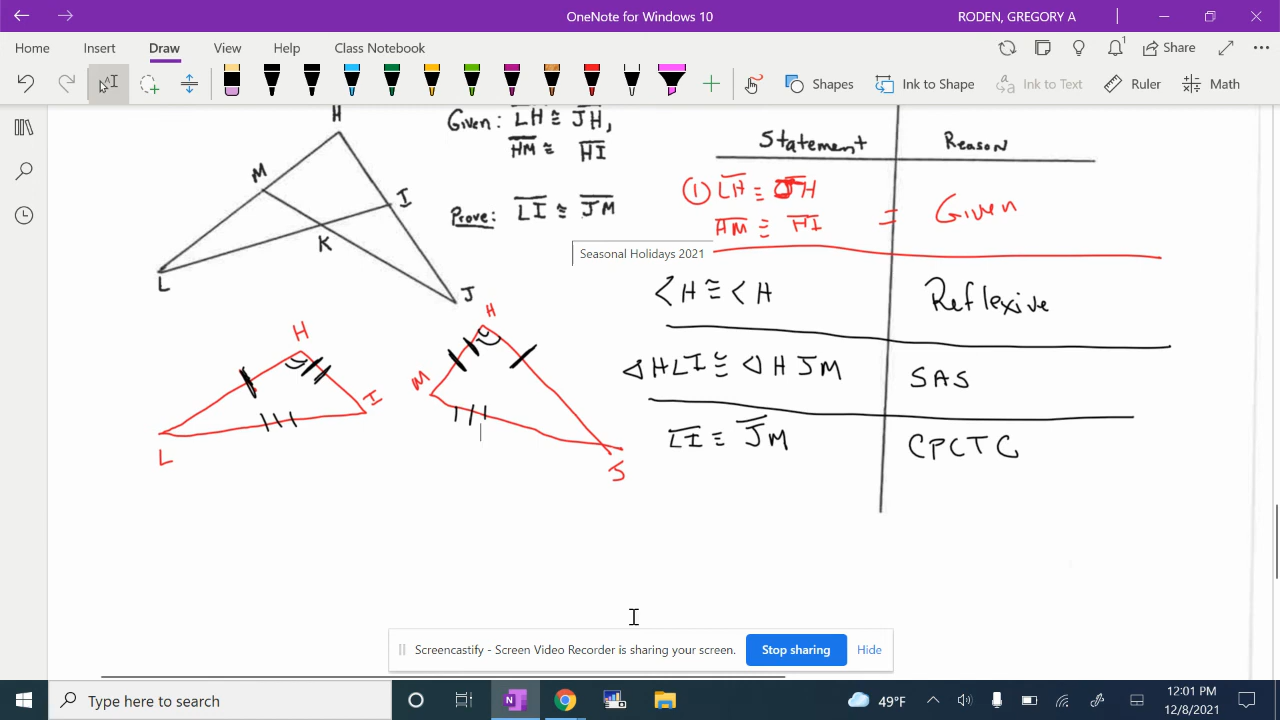 OneNote for Windows 10
RODEN, GREGORY A
Home Insert Draw View Help Class Notebook
1 Share
Shapes Ink to Shape Ink to Text Ruler Math
H
M
I
K
L
J
Given: LH ≅ JH,
HM ≅ HI
Prove: LI ≅ JM
Seasonal Holidays 2021
Statement Reason
① LH ≅ JH Given
HM ≅ HI =
<H ≅ <H Reflexive
△HLI ≅ △HJM SAS
LI ≅ JM CPCTC
H
I
L
H
M
J
Screencastify - Screen Video Recorder is sharing your screen. Stop sharing Hide
Type here to search
49°F
12:01 PM
12/8/2021